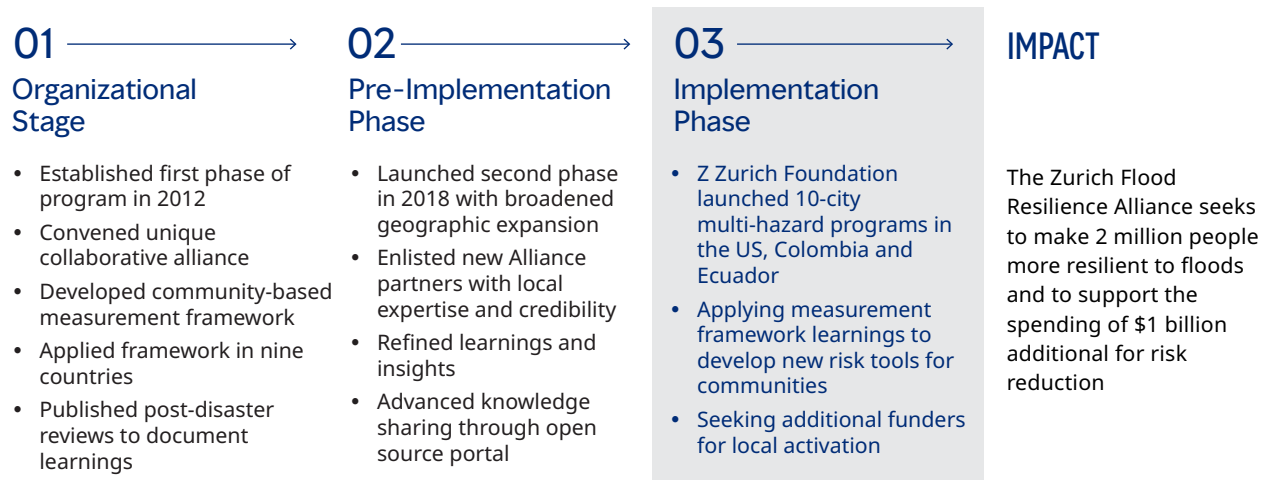 01
Organizational
Stage
• Established first phase of
program in 2012
• Convened unique
collaborative alliance
• Developed community-based
measurement framework
• Applied framework in nine
countries
• Published post-disaster
reviews to document
learnings
02
Pre-Implementation
Phase
• Launched second phase
in 2018 with broadened
geographic expansion
• Enlisted new Alliance
partners with local
expertise and credibility
• Refined learnings and
insights
• Advanced knowledge
sharing through open
source portal
03
Implementation
Phase
• Z Zurich Foundation
launched 10-city
multi-hazard programs in
the US, Colombia and
Ecuador
• Applying measurement
framework learnings to
develop new risk tools for
communities
• Seeking additional funders
for local activation
IMPACT
The Zurich Flood
Resilience Alliance seeks
to make 2 million people
more resilient to floods
and to support the
spending of $1 billion
additional for risk
reduction